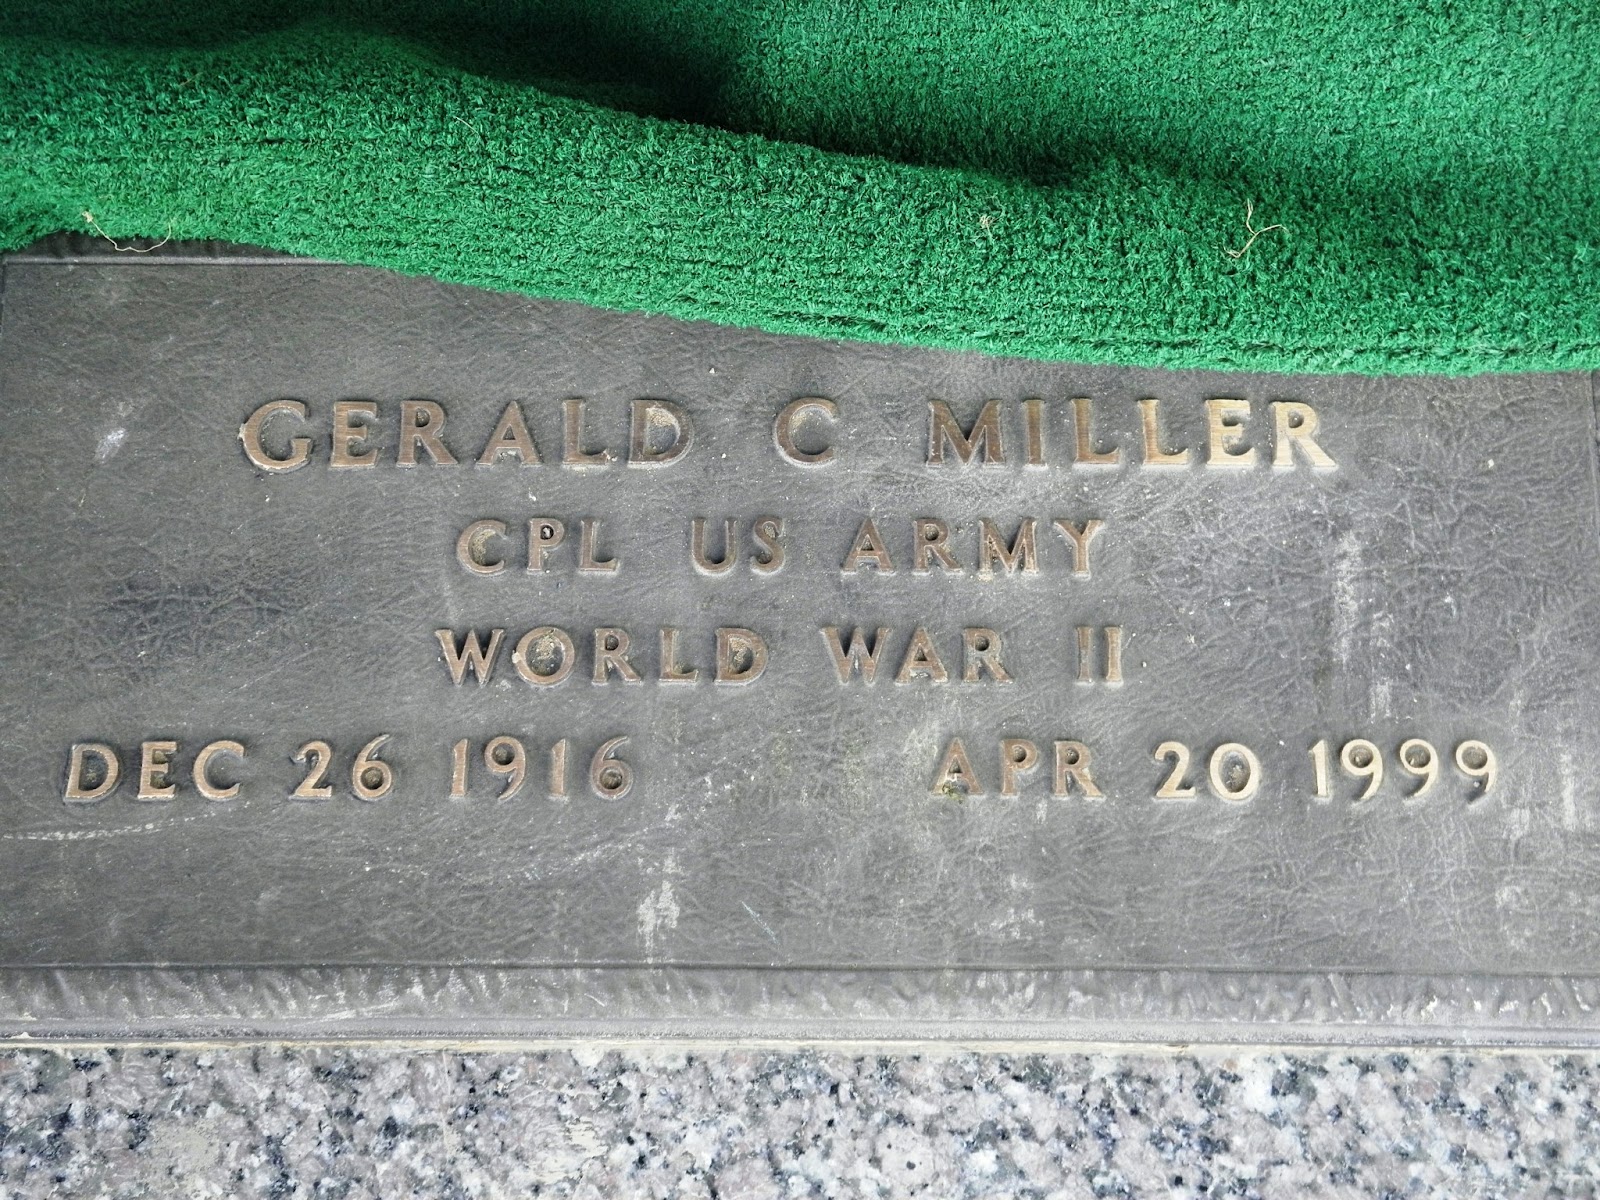 GERALD C MILLER
CPL US ARMY
WORLD WAR II
DEC 26 1916 APR 20 1999